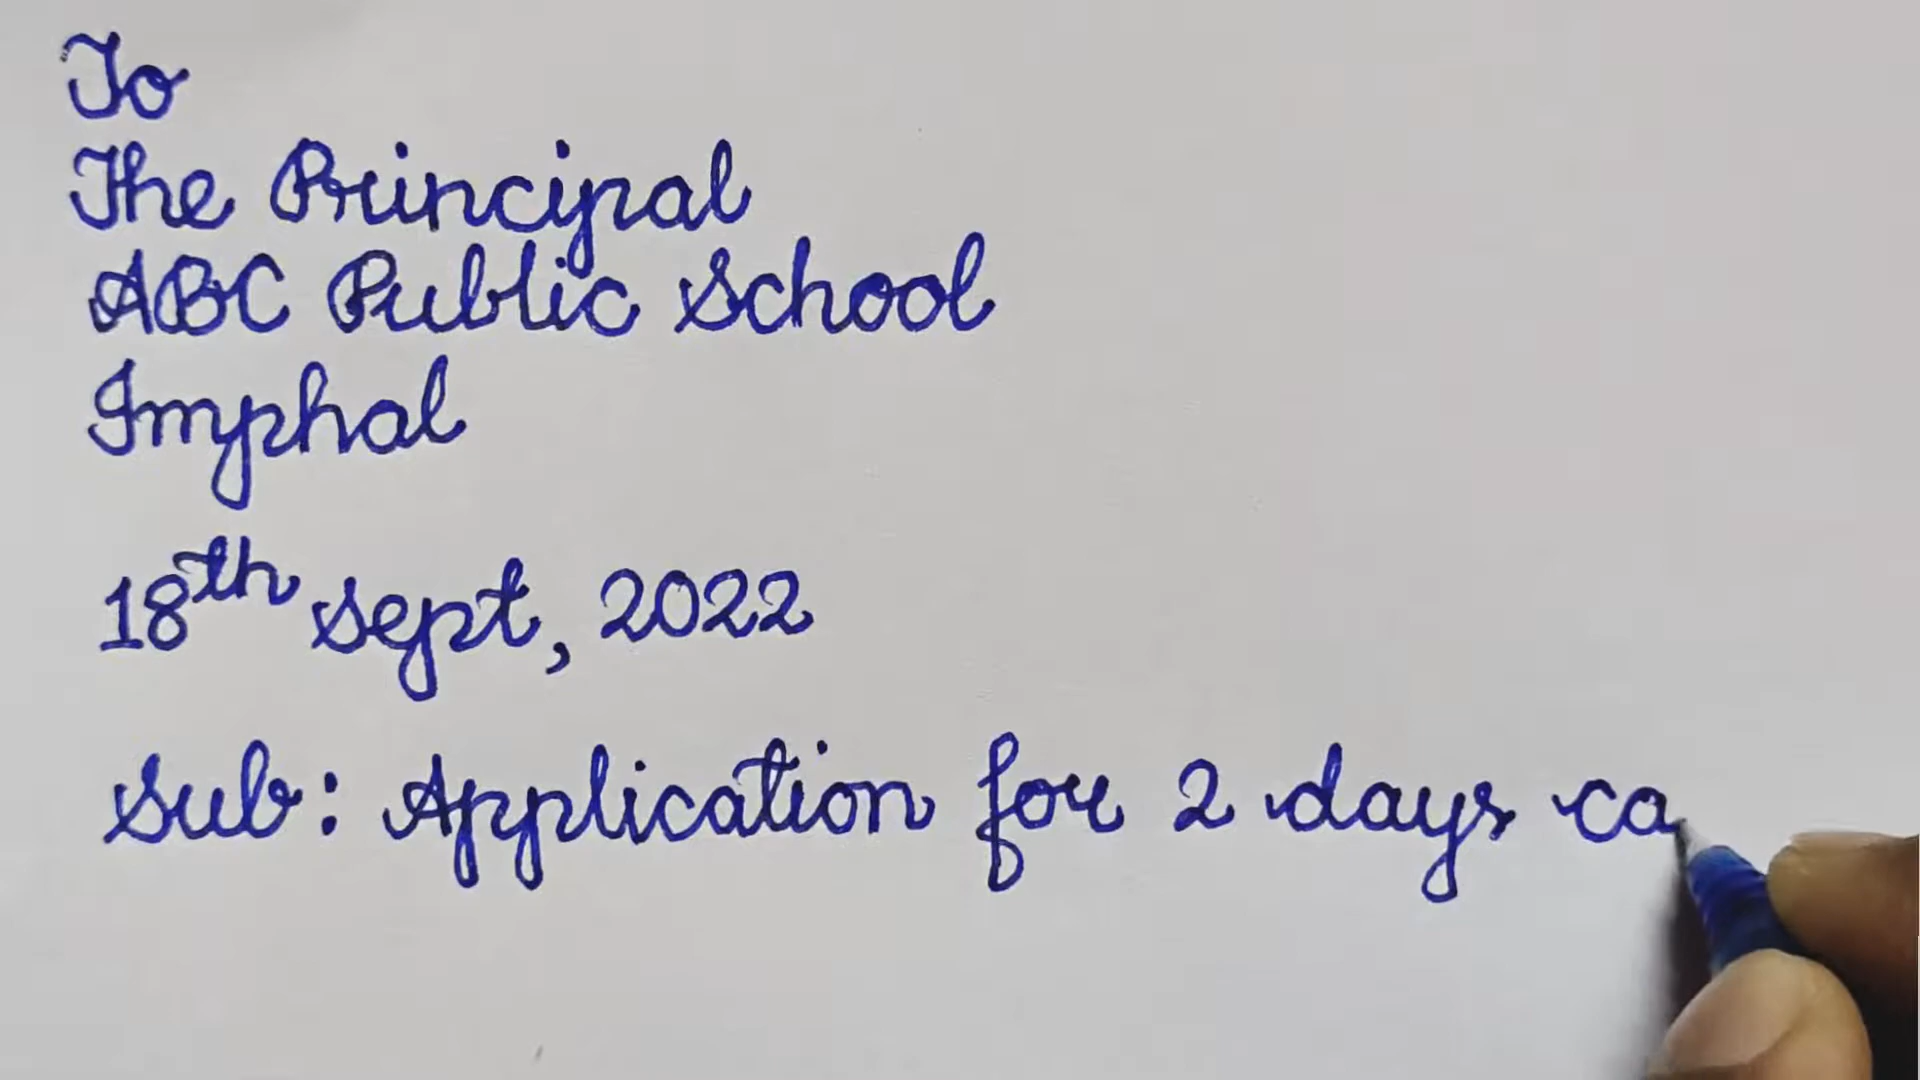 To
The Principal
ABC Public School
Imphal
18th Sept, 2022
Sub: Application for 2 days ca